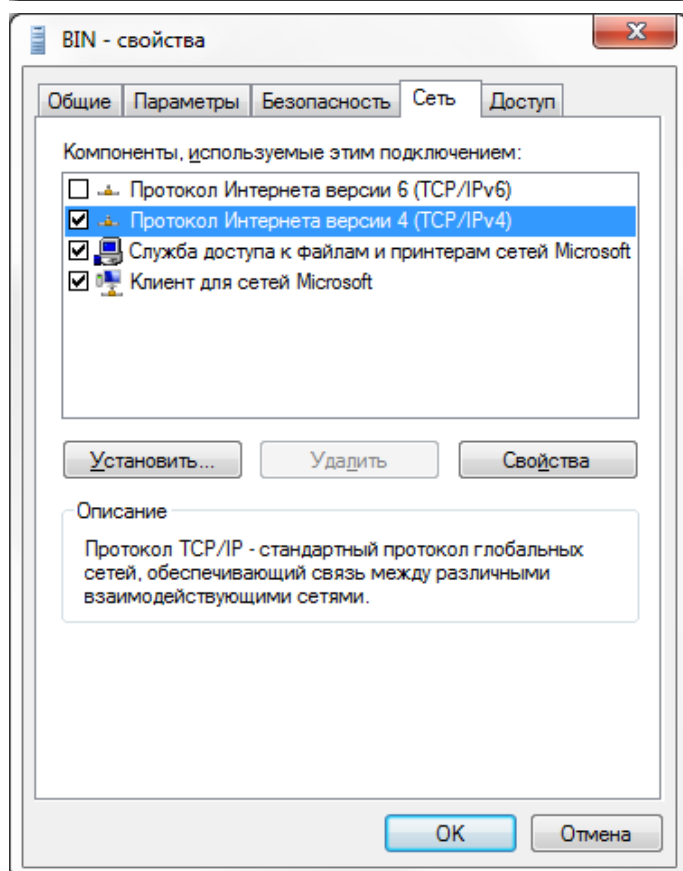 BIN - свойства
Общие Параметры Безопасность Сеть Доступ
Компоненты, используемые этим подключением:
Протокол Интернета версии 6 (TCP/IPv6)
Протокол Интернета версии 4 (TCP/IPv4)
Служба доступа к файлам и принтерам сетей Microsoft
Клиент для сетей Microsoft
Установить... Удалить Свойства
Описание
Протокол TCP/IP - стандартный протокол глобальных
сетей, обеспечивающий связь между различными
взаимодействующими сетями.
OK Отмена